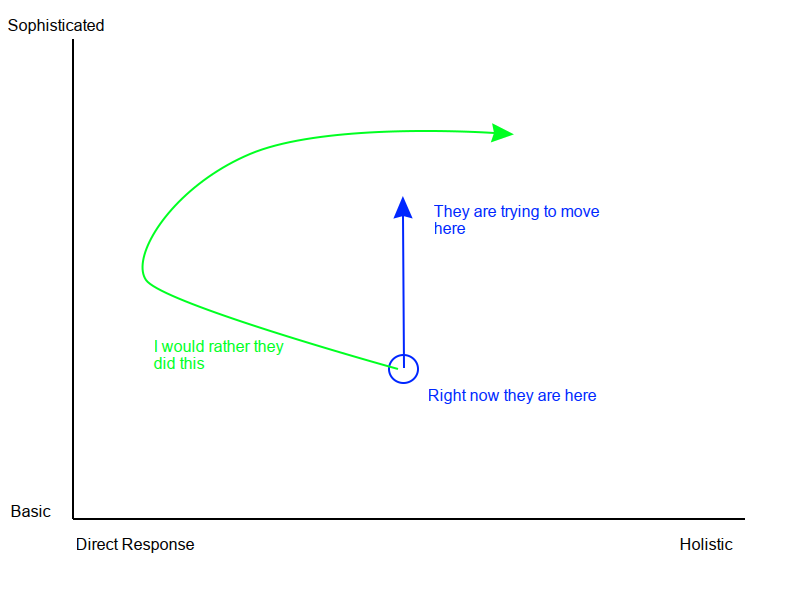 Sophisticated
They are trying to move
here
I would rather they
did this
Right now they are here
Basic
Direct Response
Holistic